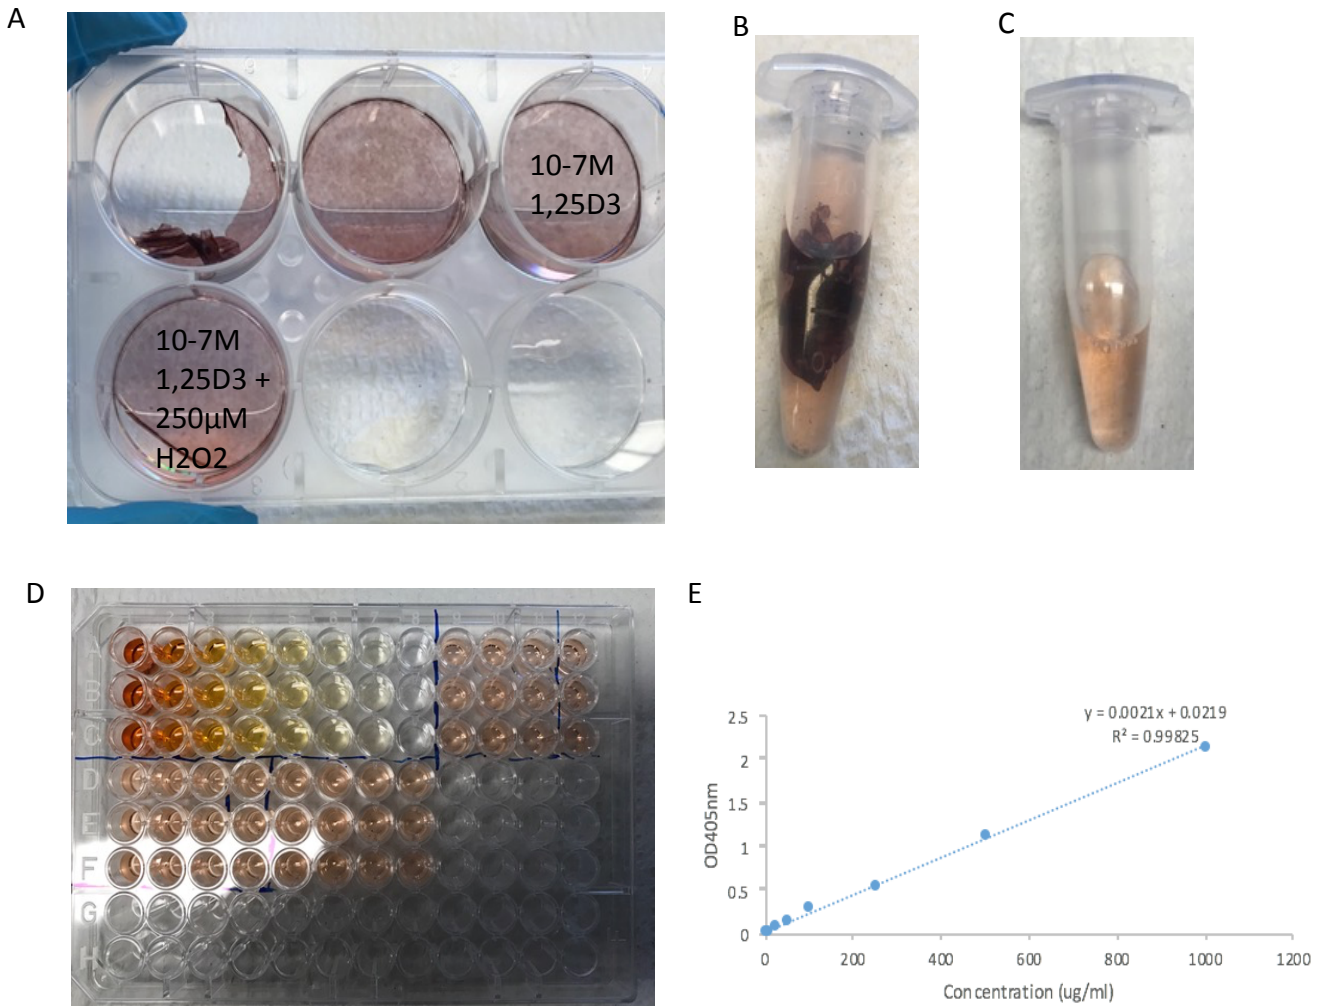 A
B
C
10-7M
1,25D3
10-7M
1,25D3 +
250µM
H2O2
D
E
A
B
C
D
E
F
G
H
y = 0.0021x + 0.0219
R² = 0.99825
2.5
2
1.5
1
0.5
0
OD405nm
0
200
400
600
800
1000
1200
Concentration (ug/ml)